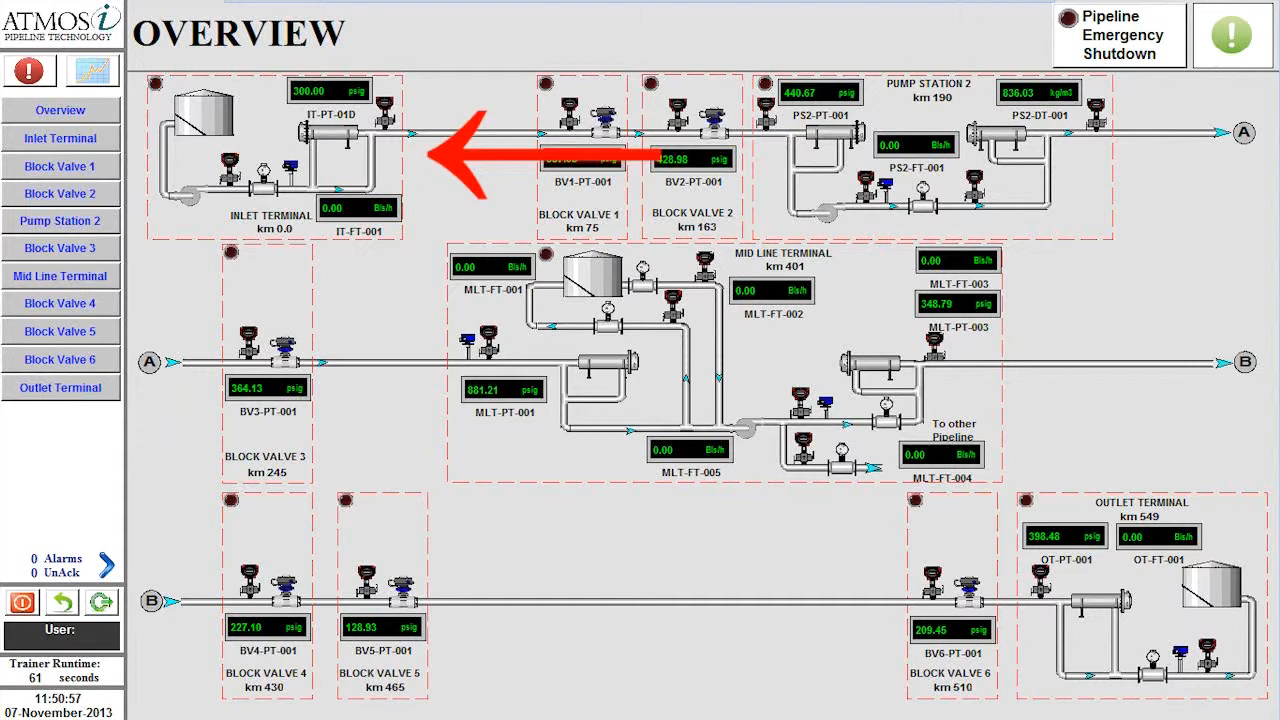 ATMOSi
PIPELINE TECHNOLOGY
OVERVIEW
Pipeline
Emergency
Shutdown
Overview
Inlet Terminal
Block Valve 1
Block Valve 2
Pump Station 2
Block Valve 3
Mid Line Terminal
Block Valve 4
Block Valve 5
Block Valve 6
Outlet Terminal
0 Alarms
0 UnAck
User:
Trainer Runtime:
61 seconds
11:50:57
07-November-2013
300.00 psig
IT-PT-01D
INLET TERMINAL
km 0.0
0.00 Bls/h
IT-FT-001
psig
BV1-PT-001
BLOCK VALVE 1
km 75
428.98 psig
BV2-PT-001
BLOCK VALVE 2
km 163
PUMP STATION 2
km 190
440.67 psig
PS2-PT-001
836.03 kg/m3
PS2-DT-001
0.00 Bls/h
PS2-FT-001
A
A
364.13 psig
BV3-PT-001
BLOCK VALVE 3
km 245
0.00 Bls/h
MLT-FT-001
MID LINE TERMINAL
km 401
0.00 Bls/h
MLT-FT-002
0.00 Bls/h
MLT-FT-003
348.79 psig
MLT-PT-003
881.21 psig
MLT-PT-001
0.00 Bls/h
MLT-FT-005
To other
Pipeline
0.00 Bls/h
MLT-FT-004
B
B
227.10 psig
BV4-PT-001
BLOCK VALVE 4
km 430
128.93 psig
BV5-PT-001
BLOCK VALVE 5
km 465
209.45 psig
BV6-PT-001
BLOCK VALVE 6
km 510
OUTLET TERMINAL
km 549
398.48 psig
OT-PT-001
0.00 Bls/h
OT-FT-001